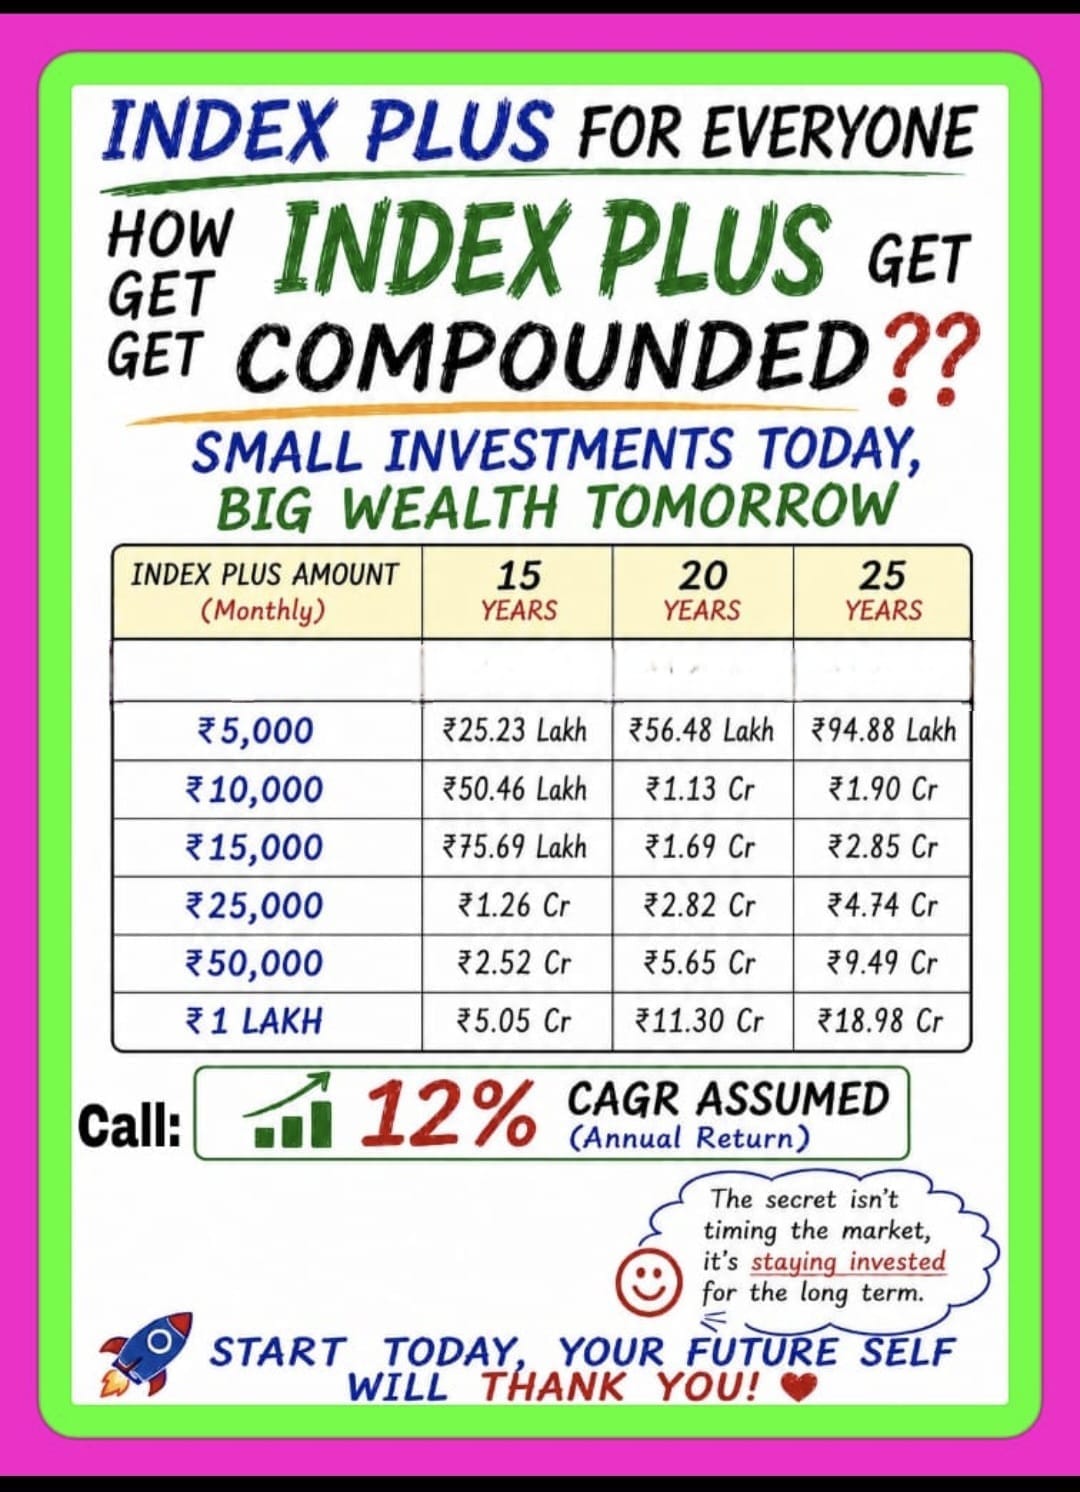 INDEX PLUS FOR EVERYONE
HOW GET GET INDEX PLUS GET
COMPOUNDED??
SMALL INVESTMENTS TODAY,
BIG WEALTH TOMORROW
INDEX PLUS AMOUNT (Monthly) 15 YEARS 20 YEARS 25 YEARS
₹5,000 ₹25.23 Lakh ₹56.48 Lakh ₹94.88 Lakh
₹10,000 ₹50.46 Lakh ₹1.13 Cr ₹1.90 Cr
₹15,000 ₹75.69 Lakh ₹1.69 Cr ₹2.85 Cr
₹25,000 ₹1.26 Cr ₹2.82 Cr ₹4.74 Cr
₹50,000 ₹2.52 Cr ₹5.65 Cr ₹9.49 Cr
₹1 LAKH ₹5.05 Cr ₹11.30 Cr ₹18.98 Cr
Call: 12% CAGR ASSUMED
(Annual Return)
The secret isn't
timing the market,
it's staying invested
for the long term.
START TODAY, YOUR FUTURE SELF
WILL THANK YOU!